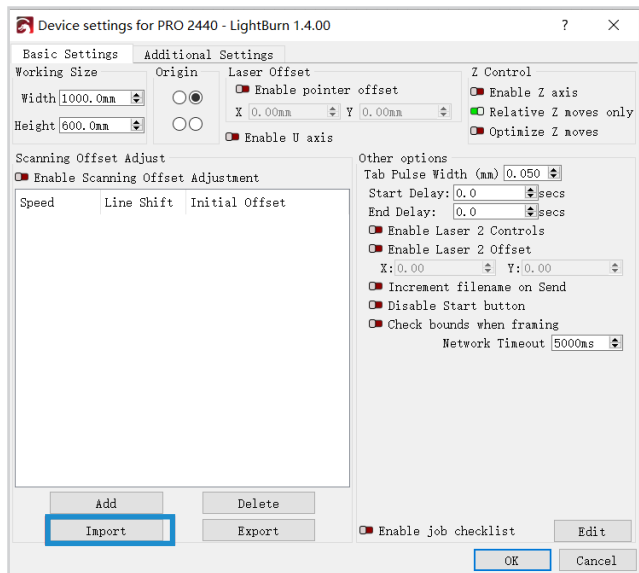 Device settings for PRO 2440 - LightBurn 1.4.00
Basic Settings Additional Settings
Working Size
Width 1000.0mm
Height 600.0mm
Origin
Laser Offset
Enable pointer offset
X 0.00mm Y 0.00mm
Enable U axis
Z Control
Enable Z axis
Relative Z moves only
Optimize Z moves
Scanning Offset Adjust
Enable Scanning Offset Adjustment
Speed Line Shift Initial Offset
Add Delete
Import Export
Other options
Tab Pulse Width (mm) 0.050
Start Delay: 0.0 secs
End Delay: 0.0 secs
Enable Laser 2 Controls
Enable Laser 2 Offset
X: 0.00 Y: 0.00
Increment filename on Send
Disable Start button
Check bounds when framing
Network Timeout 5000ms
Enable job checklist Edit
OK Cancel